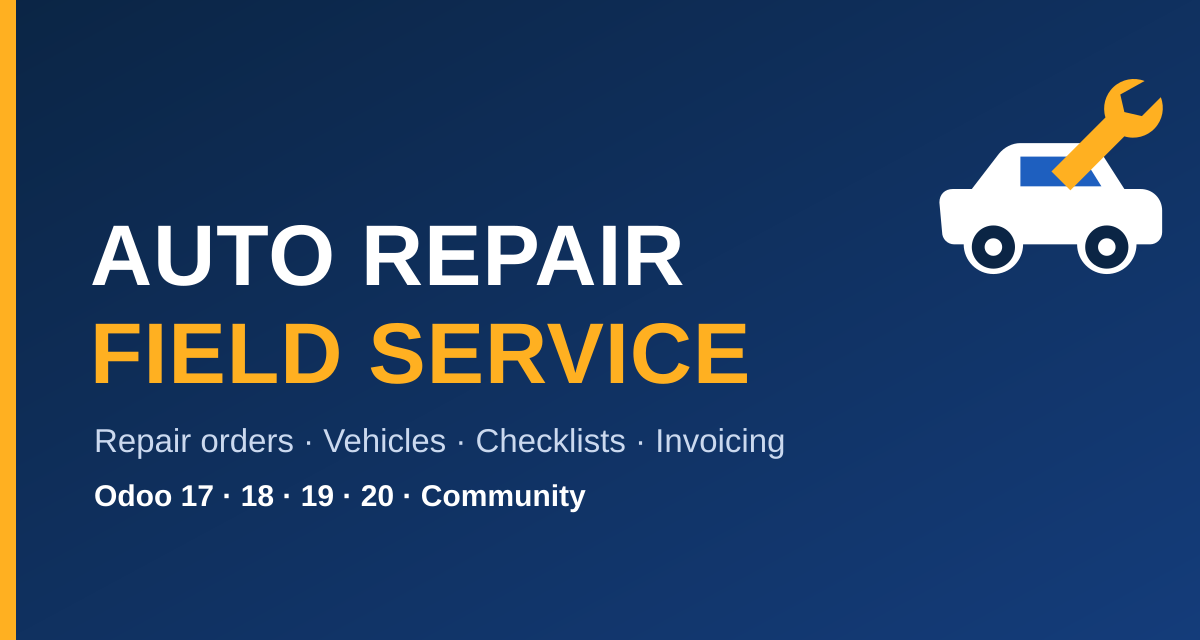 AUTO REPAIR
FIELD SERVICE
Repair orders · Vehicles · Checklists · Invoicing
Odoo 17 · 18 · 19 · 20 · Community